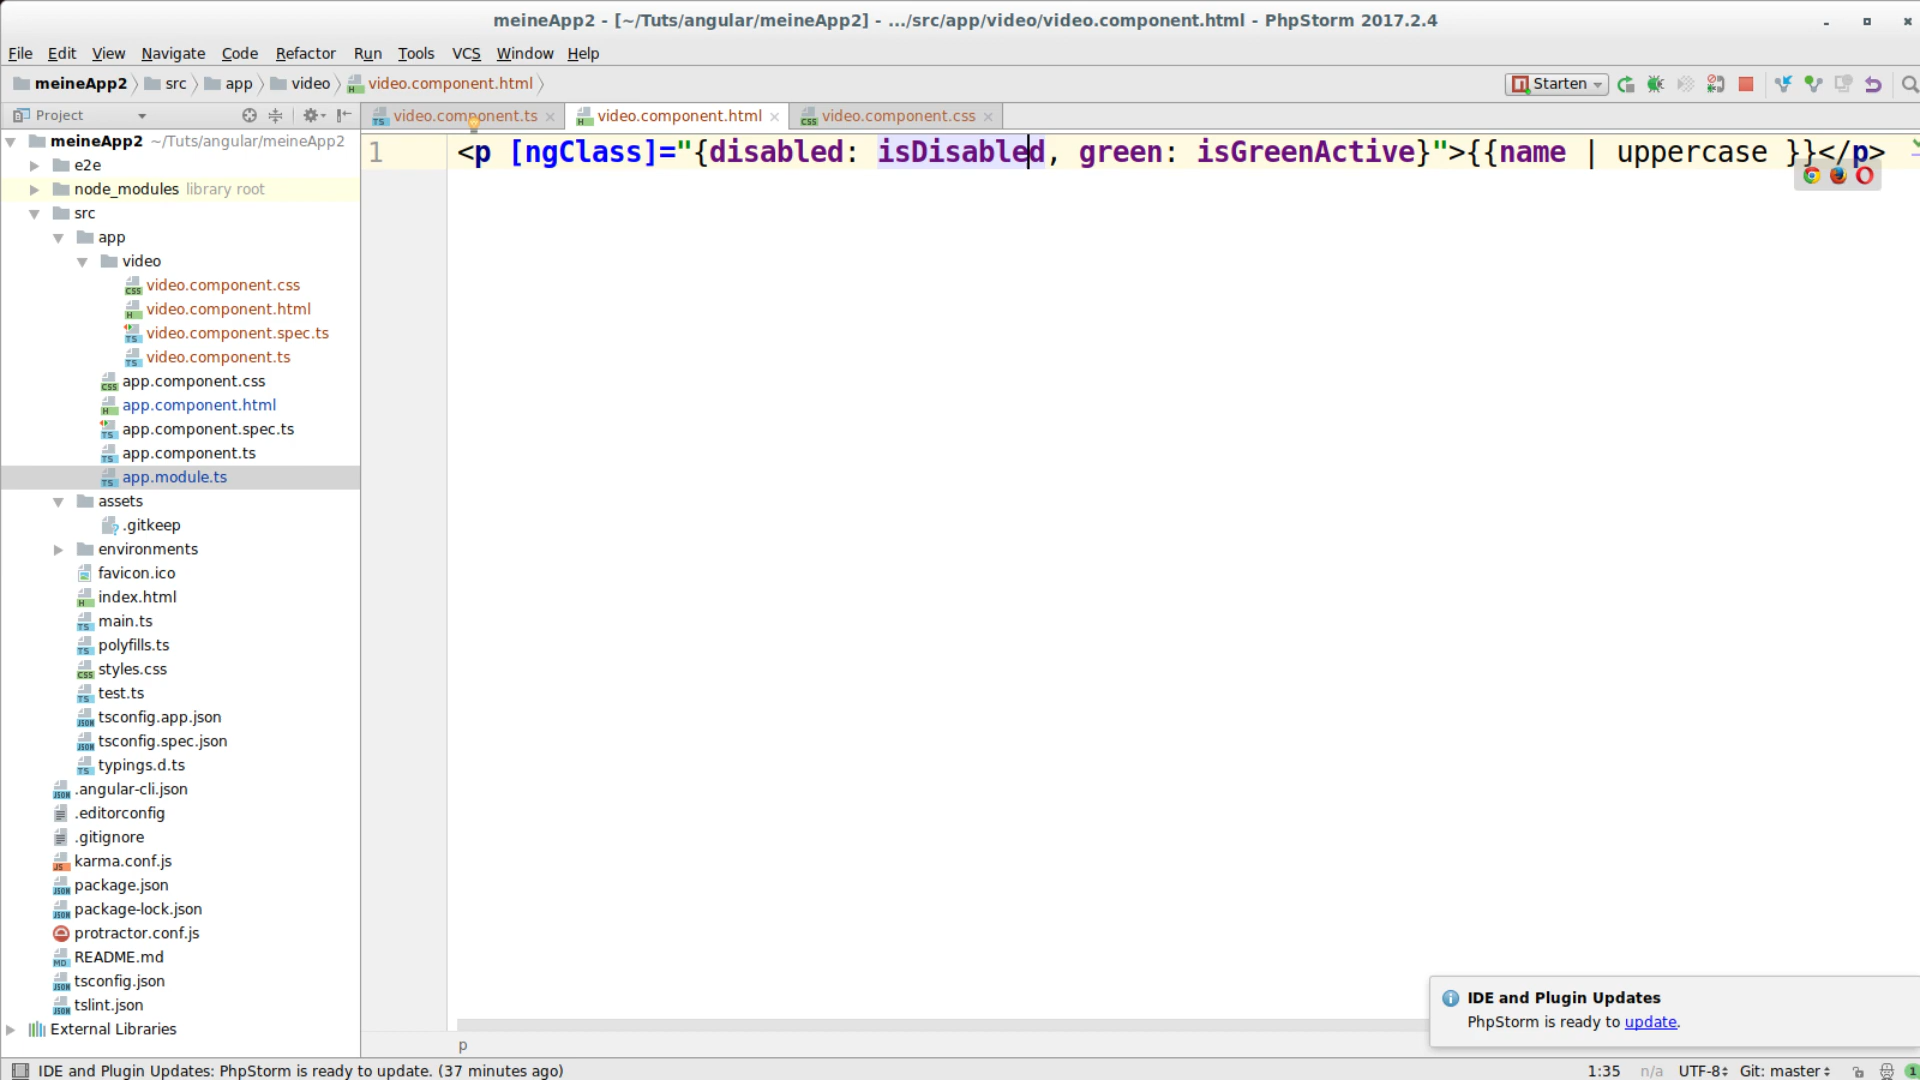 meineApp2 - [~/Tuts/angular/meineApp2] - .../src/app/video/video.component.html - PhpStorm 2017.2.4
File Edit View Navigate Code Refactor Run Tools VCS Window Help
meineApp2 src app video video.component.html Starten
Project
video.component.ts video.component.html video.component.css
meineApp2 ~/Tuts/angular/meineApp2
1 <p [ngClass]="{disabled: isDisabled, green: isGreenActive}">{{name | uppercase }}</p>
e2e
node_modules library root
src
app
video
video.component.css
video.component.html
video.component.spec.ts
video.component.ts
app.component.css
app.component.html
app.component.spec.ts
app.component.ts
app.module.ts
assets
.gitkeep
environments
favicon.ico
index.html
main.ts
polyfills.ts
styles.css
test.ts
tsconfig.app.json
tsconfig.spec.json
typings.d.ts
.angular-cli.json
.editorconfig
.gitignore
karma.conf.js
package.json
package-lock.json
protractor.conf.js
README.md
tsconfig.json
tslint.json
External Libraries
IDE and Plugin Updates
PhpStorm is ready to update.
p
IDE and Plugin Updates: PhpStorm is ready to update. (37 minutes ago) 1:35 n/a UTF-8 Git: master 1